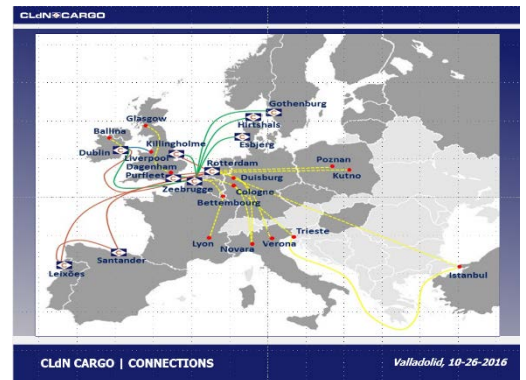 CLdN CARGO
Gothenburg
Hirtshals
Glasgow
Esbjerg
Ballina
Killingholme
Dublin
Liverpool
Rotterdam
Poznan
Dagenham
Duisburg
Kutno
Purfleet
Cologne
Zeebrugge
Bettembourg
Trieste
Lyon
Verona
Novara
Santander
Istanbul
Leixões
CLdN CARGO | CONNECTIONS
Valladolid, 10-26-2016